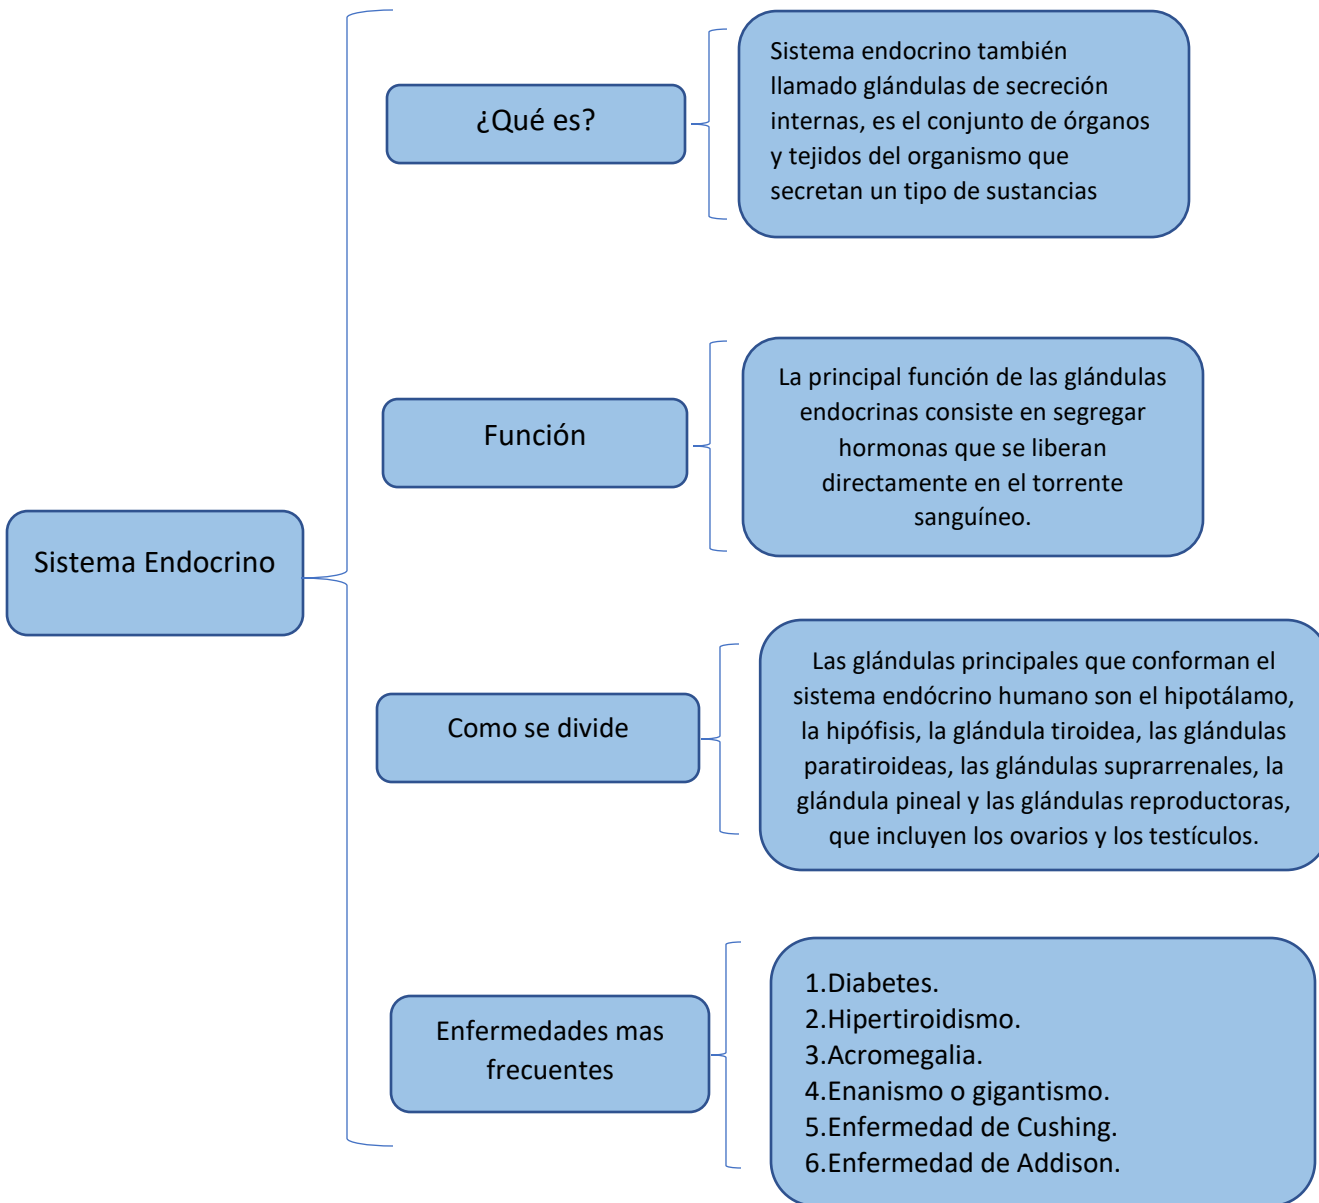 Sistema Endocrino
¿Qué es?
Sistema endocrino también
llamado glándulas de secreción
internas, es el conjunto de órganos
y tejidos del organismo que
secretan un tipo de sustancias
Función
La principal función de las glándulas
endocrinas consiste en segregar
hormonas que se liberan
directamente en el torrente
sanguíneo.
Como se divide
Las glándulas principales que conforman el
sistema endócrino humano son el hipotálamo,
la hipófisis, la glándula tiroidea, las glándulas
paratiroideas, las glándulas suprarrenales, la
glándula pineal y las glándulas reproductoras,
que incluyen los ovarios y los testículos.
Enfermedades mas
frecuentes
1.Diabetes.
2.Hipertiroidismo.
3.Acromegalia.
4.Enanismo o gigantismo.
5.Enfermedad de Cushing.
6.Enfermedad de Addison.